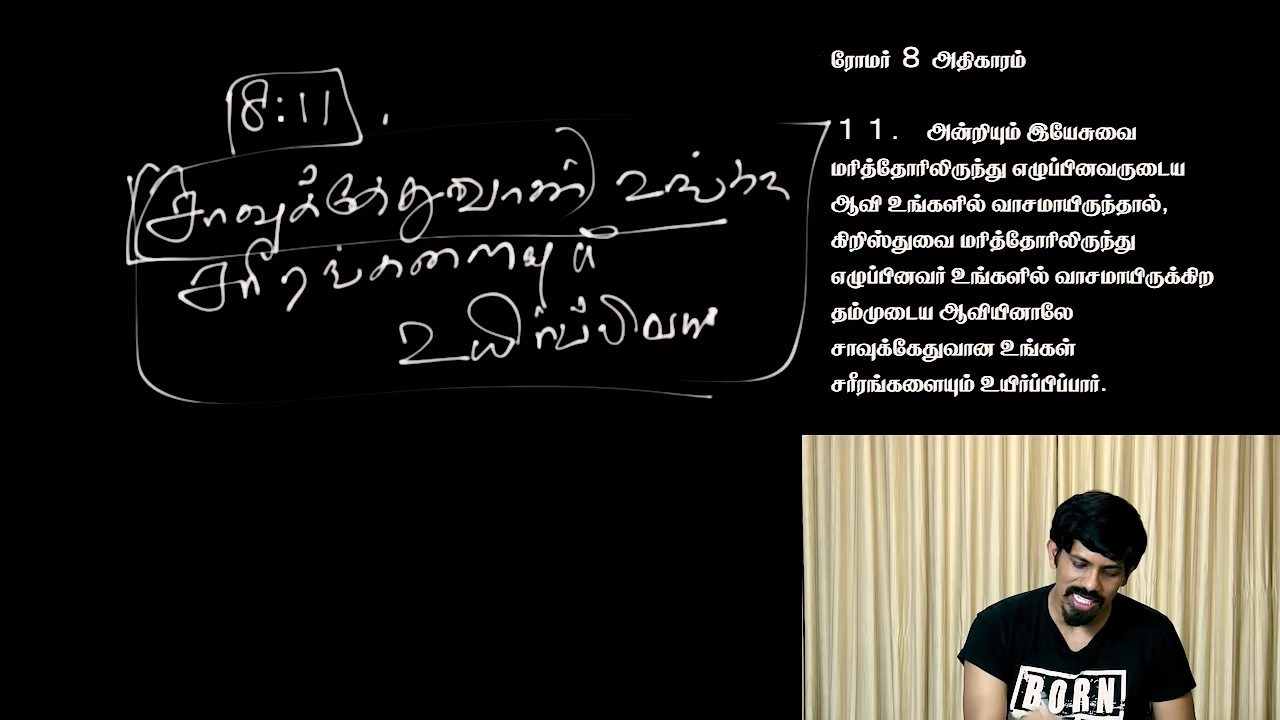 8:11
சாவுக்கேதுவான உங்கள
சரீரங்களையும்
ரோமர் 8 அதிகாரம்
11. அன்றியும் இயேசுவை
மரித்தோரிலிருந்து எழுப்பினவருடைய
ஆவி உங்களில் வாசமாயிருந்தால்,
கிறிஸ்துவை மரித்தோரிலிருந்து
எழுப்பினவர் உங்களில் வாசமாயிருக்கிற
தம்முடைய ஆவியினாலே
சாவுக்கேதுவான உங்கள்
சரீரங்களையும் உயிர்ப்பிப்பார்.
BORN